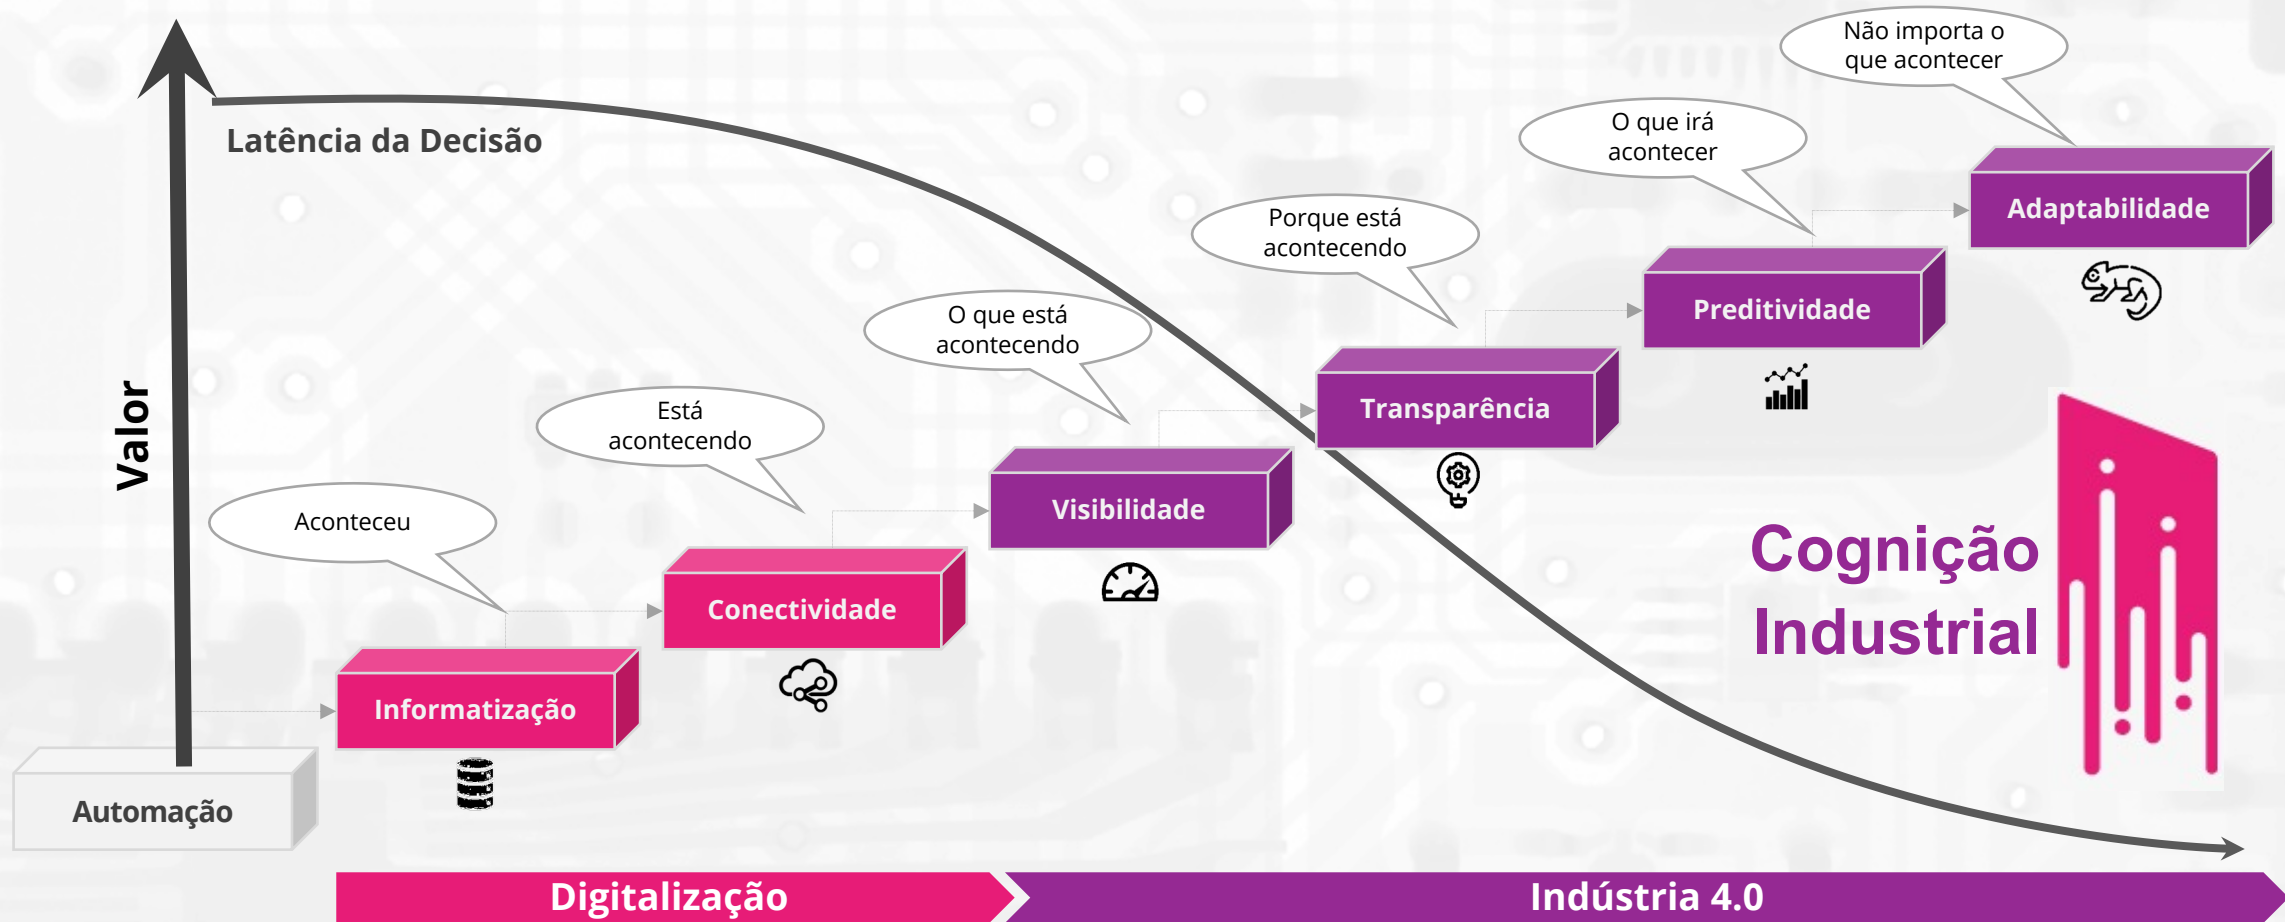 Não importa o
que acontecer
Latência da Decisão
O que irá
acontecer
Adaptabilidade
Porque está
acontecendo
Preditividade
O que está
acontecendo
Transparência
Valor
Está
acontecendo
Visibilidade
Aconteceu
Conectividade
Cognição
Industrial
Informatização
Automação
Digitalização
Indústria 4.0